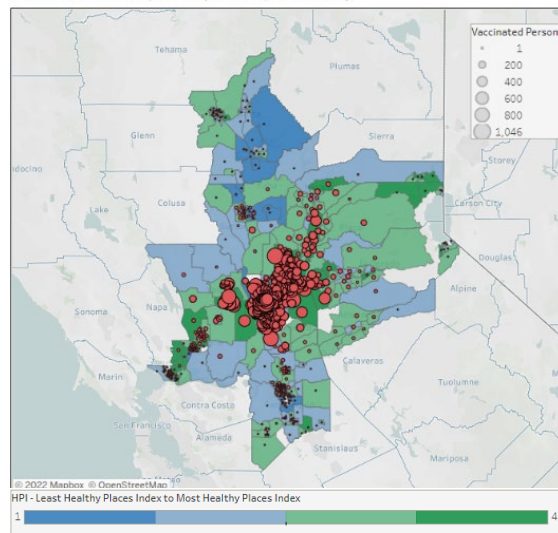 Vaccinated Person
1
200
400
600
800
1,046
Tehama
Plumas
Glenn
Sierra
Storey
Colusa
Lake
Carson City
Douglas
Alpine
Sonoma
Napa
Marin
Calaveras
Tuolumne
Contra Costa
San Francisco
Alameda
Stanislaus
Mariposa
© 2022 Mapbox © OpenStreetMap
HPI - Least Healthy Places Index to Most Healthy Places Index
1
4